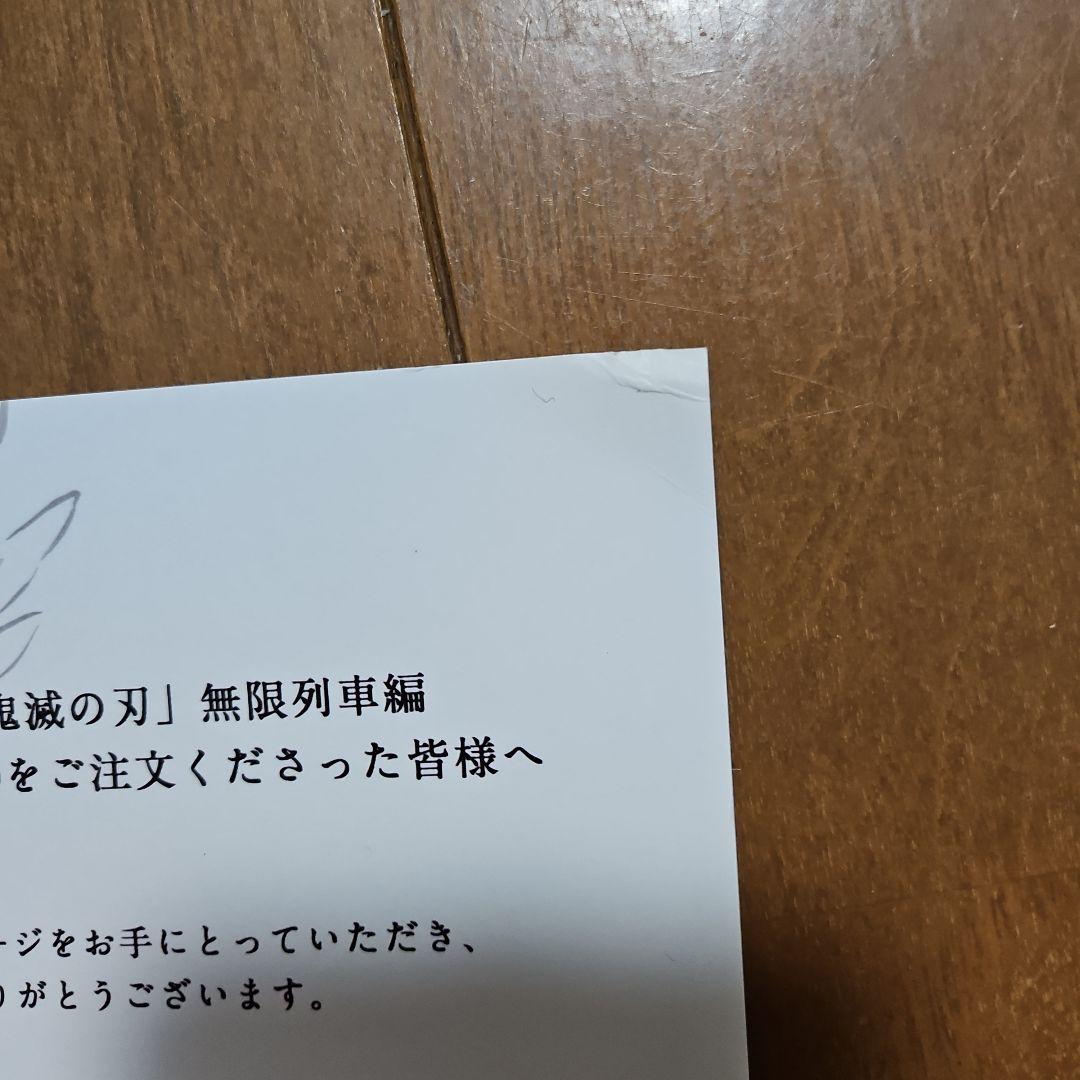 鬼滅の刃」無限列車編
をご注文くださった皆様へ
ージをお手にとっていただき、
りがとうございます。